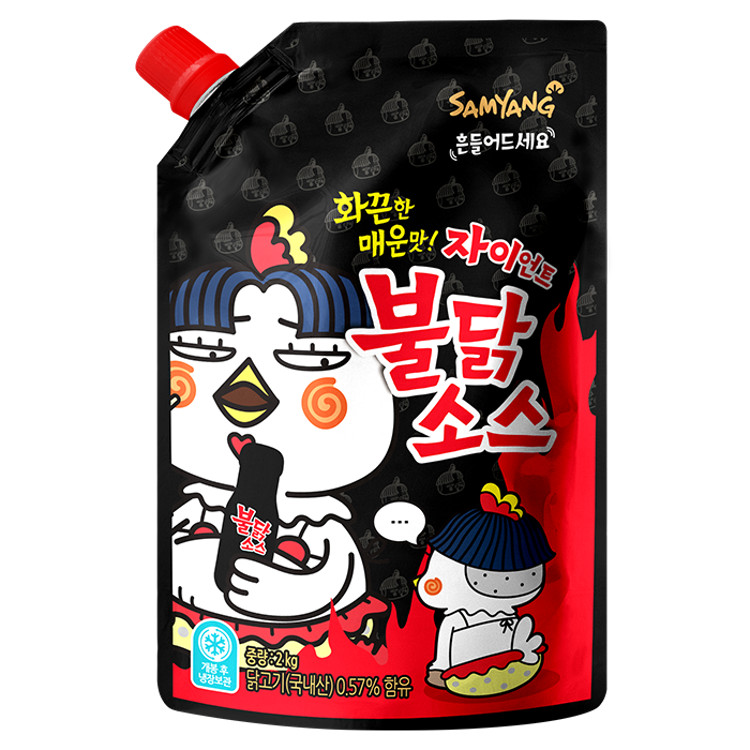 SAMYANG
흔들어드세요
화끈한
매운맛!
자이언트
불닭
소스
...
불닭
소스
개봉 후
냉장보관
중량:2kg
닭고기(국내산) 0.57% 함유